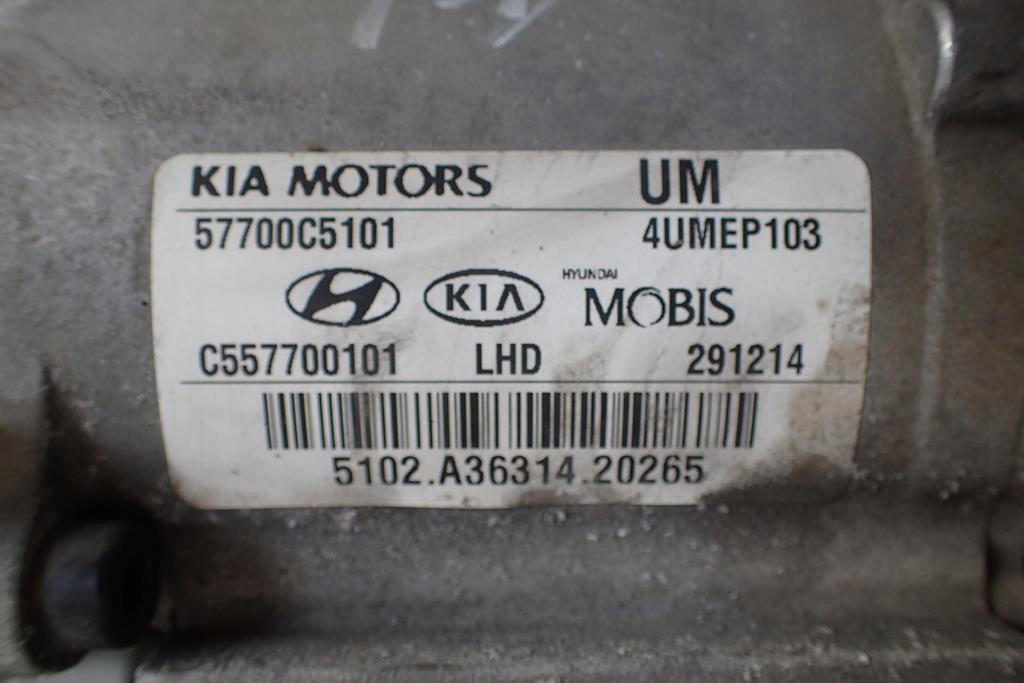 KIA MOTORS UM
57700C5101 4UMEP103
KIA HYUNDAI MOBIS
C557700101 LHD 291214
5102.A36314.20265